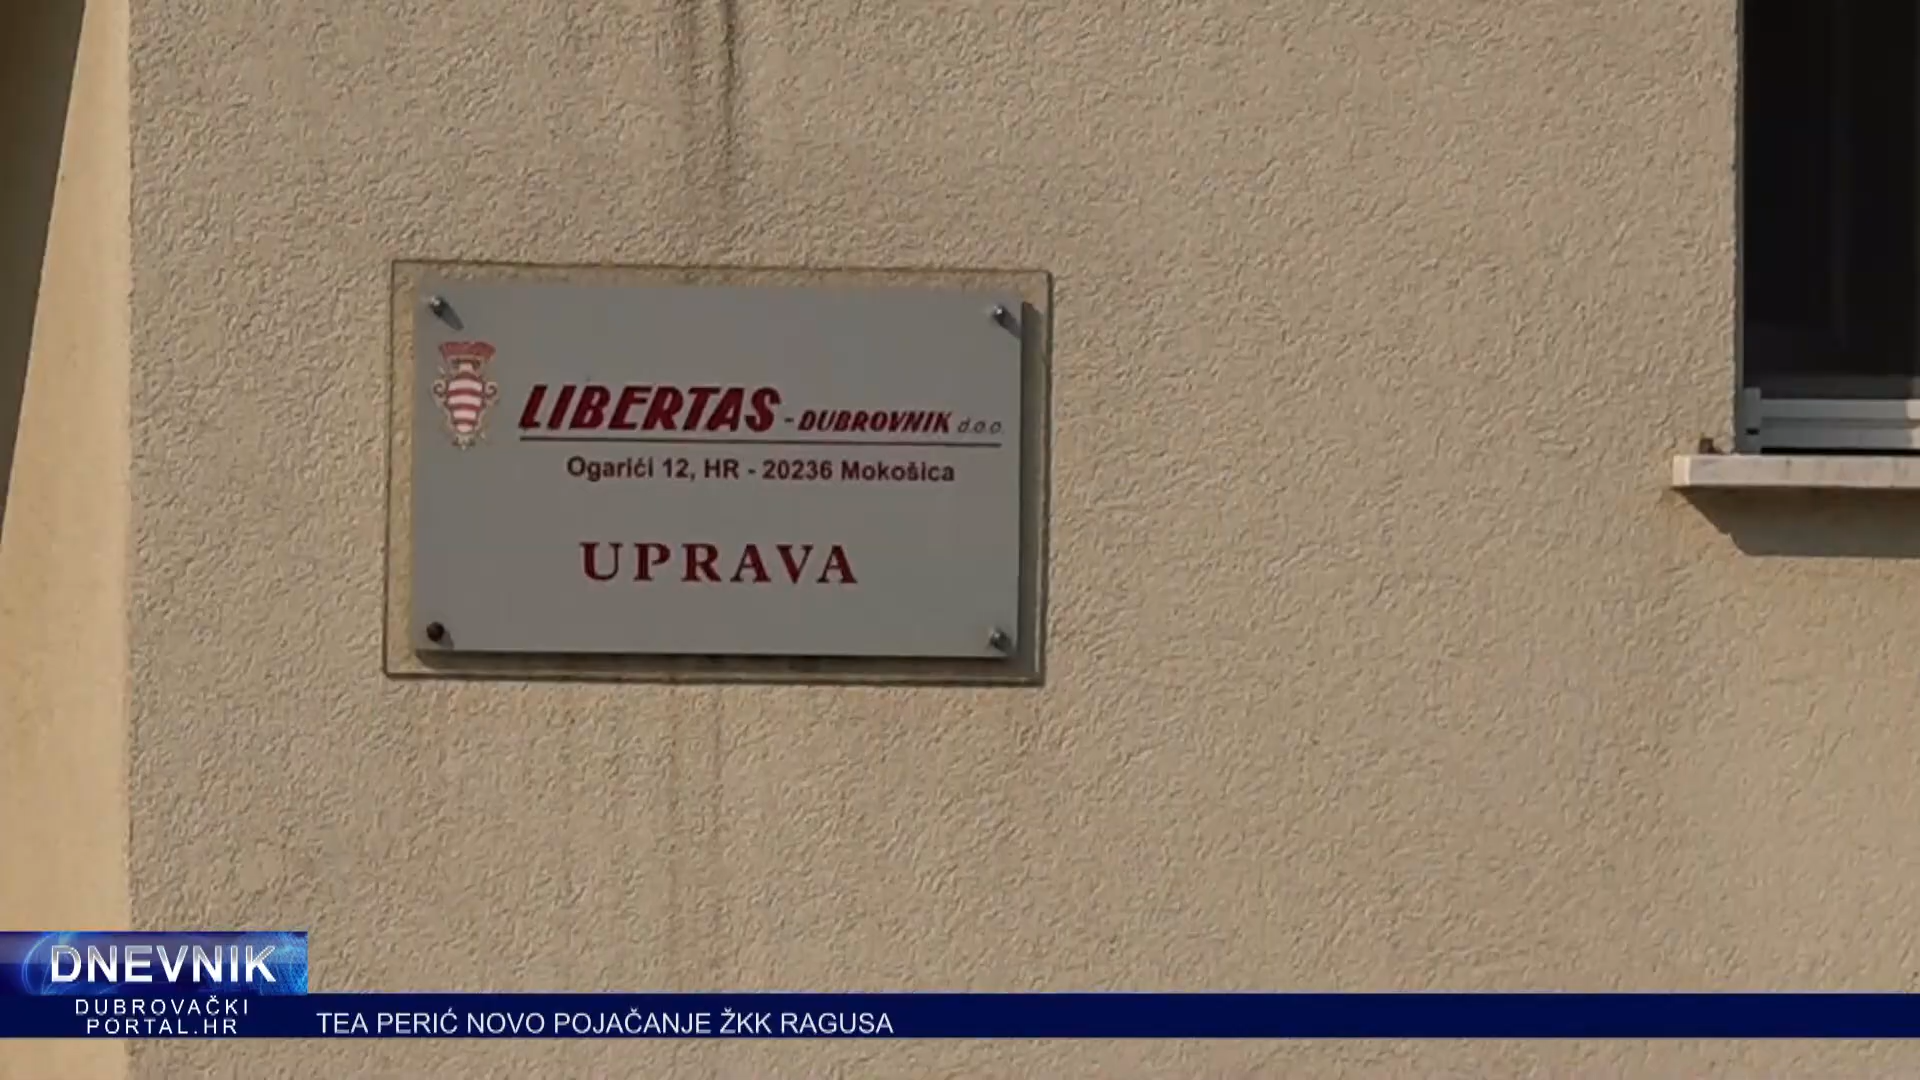 LIBERTAS - DUBROVNIK d.o.o.
Ogarići 12, HR - 20236 Mokošica
UPRAVA
DNEVNIK
DUBROVAČKI
PORTAL.HR
TEA PERIĆ NOVO POJAČANJE ŽKK RAGUSA